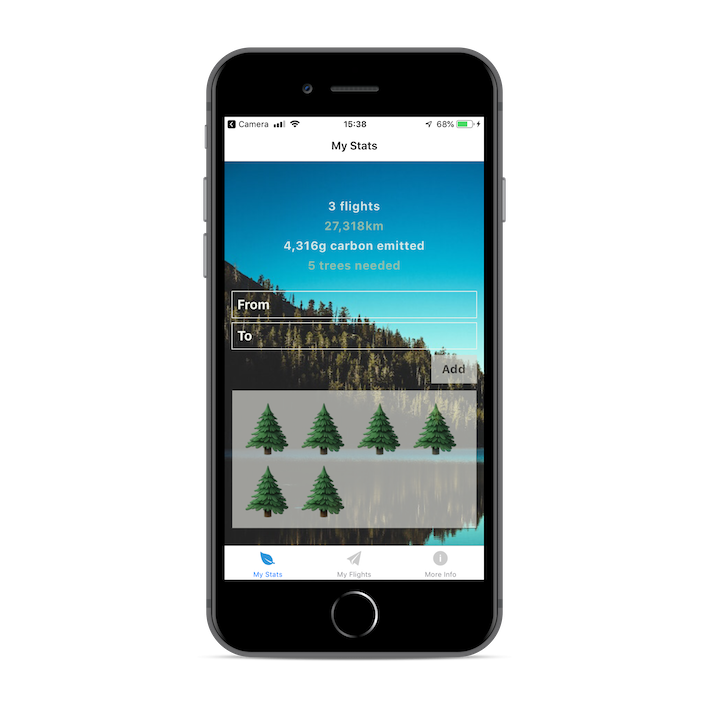 Camera 15:38 68%
My Stats
3 flights
27,318km
4,316g carbon emitted
5 trees needed
From
To
Add
My Stats My Flights More Info